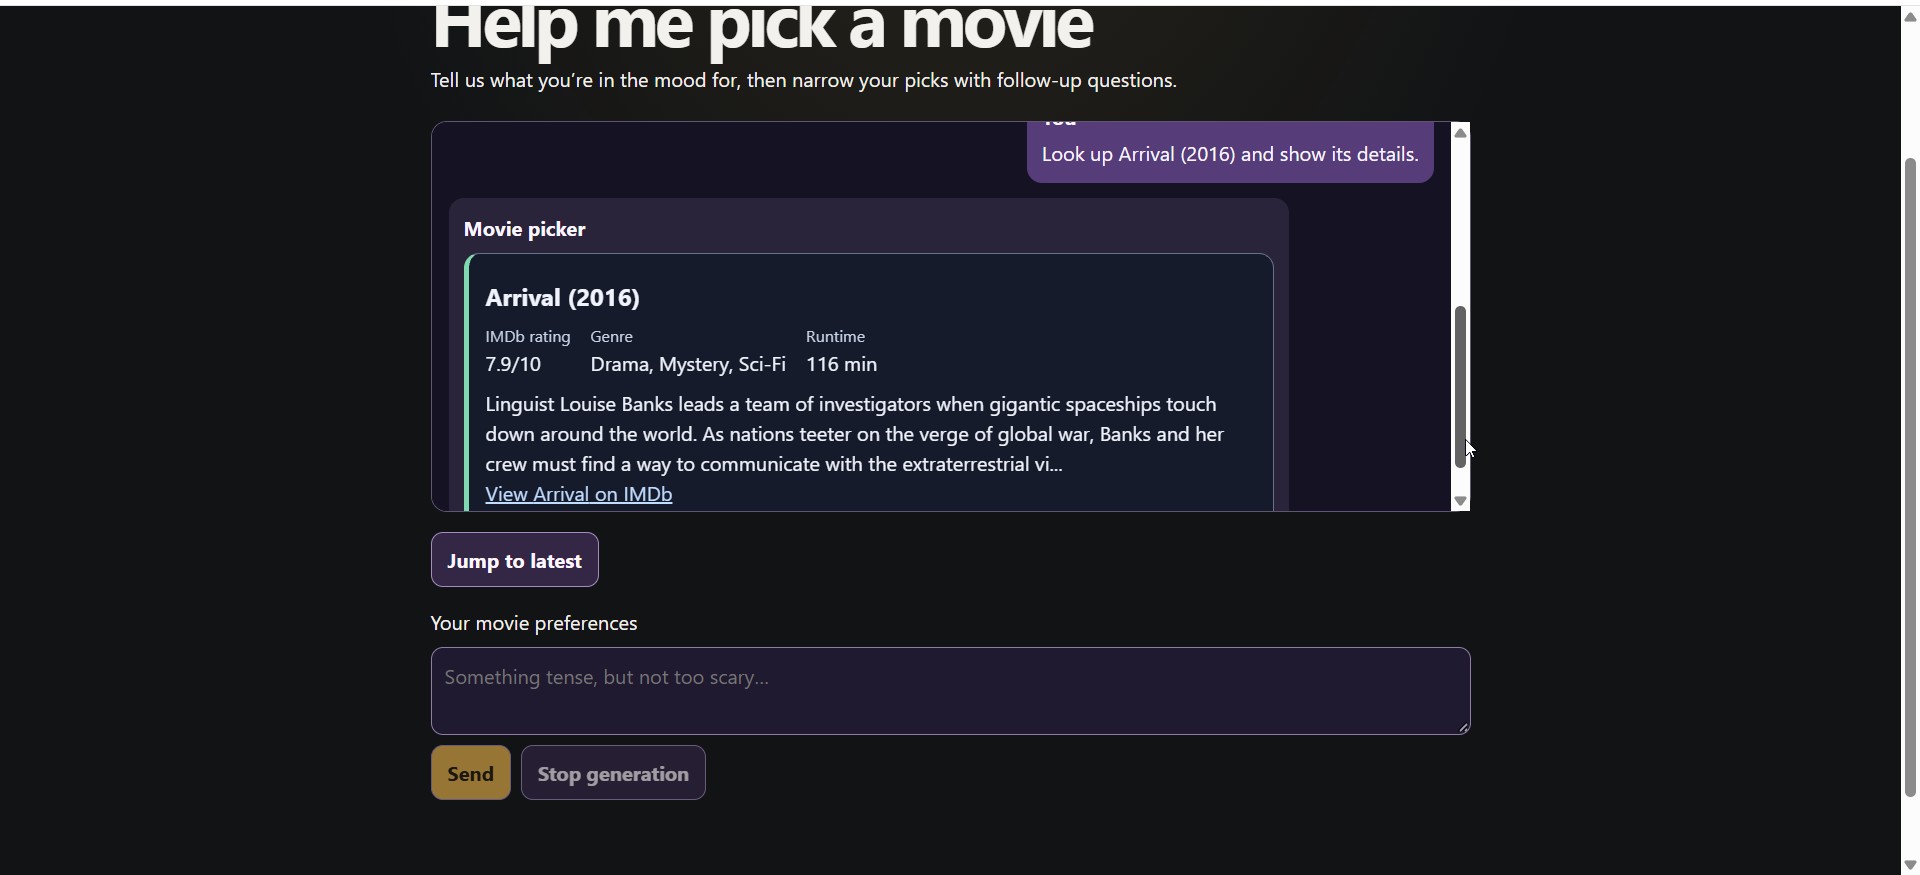 Help me pick a movie
Tell us what you’re in the mood for, then narrow your picks with follow-up questions.
You
Look up Arrival (2016) and show its details.
Movie picker
Arrival (2016)
IMDb rating Genre Runtime
7.9/10 Drama, Mystery, Sci-Fi 116 min
Linguist Louise Banks leads a team of investigators when gigantic spaceships touch
down around the world. As nations teeter on the verge of global war, Banks and her
crew must find a way to communicate with the extraterrestrial vi...
View Arrival on IMDb
Jump to latest
Your movie preferences
Something tense, but not too scary...
Send Stop generation